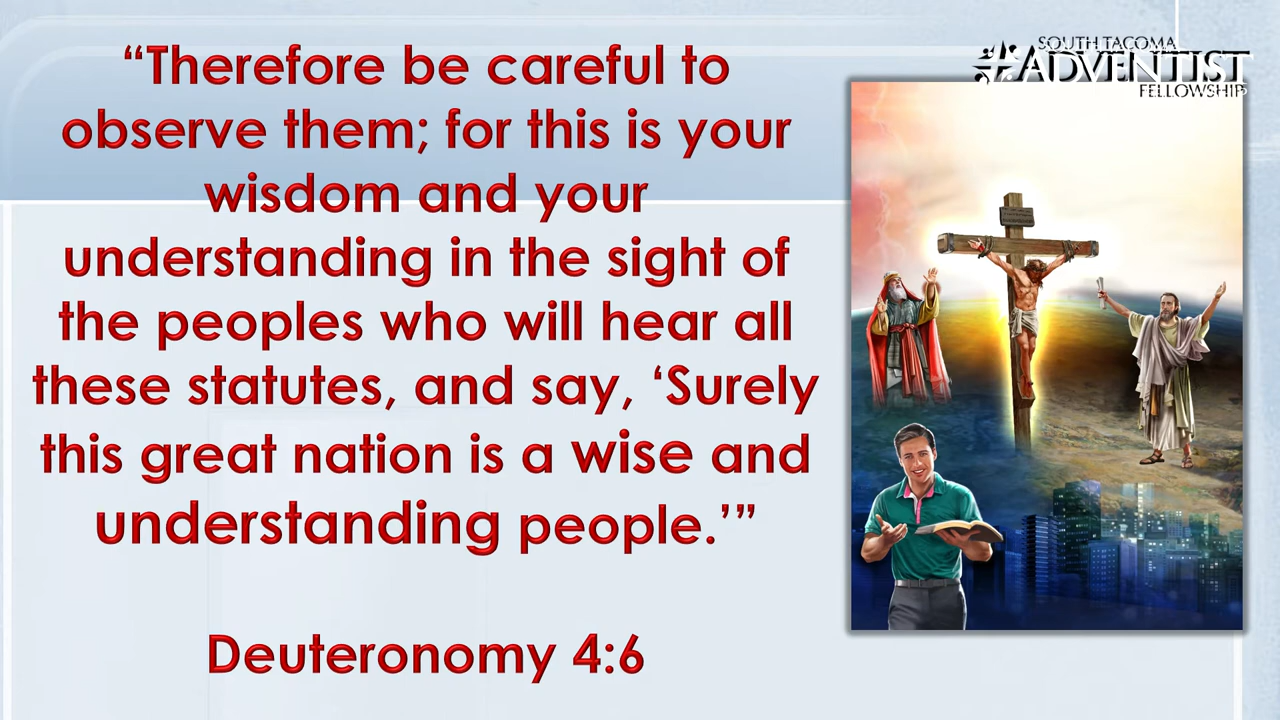 “Therefore be careful to
observe them; for this is your
wisdom and your
understanding in the sight of
the peoples who will hear all
these statutes, and say, ‘Surely
this great nation is a wise and
understanding people.’”
Deuteronomy 4:6
SOUTH TACOMA
ADVENTIST
FELLOWSHIP